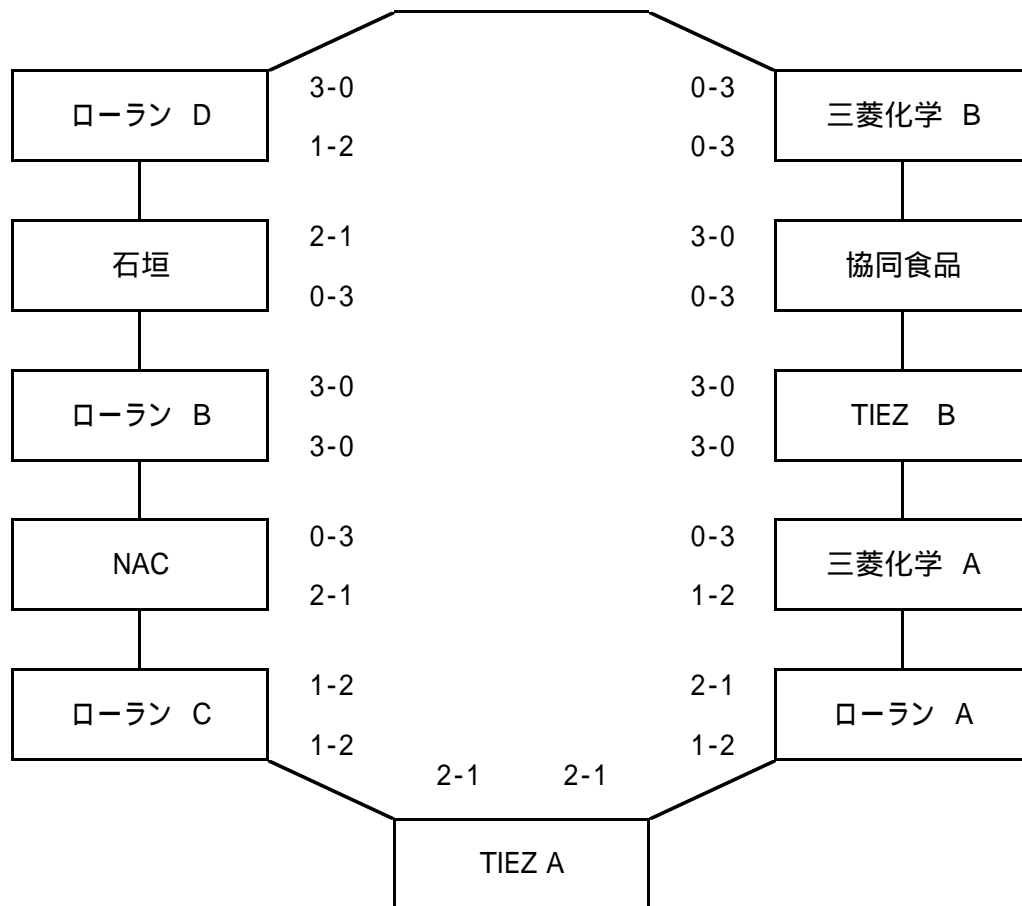 ローラン D 3-0 0-3 三菱化学 B
1-2 0-3
石垣 2-1 3-0 協同食品
0-3 0-3
ローラン B 3-0 3-0 TIEZ B
3-0 3-0
NAC 0-3 0-3 三菱化学 A
2-1 1-2
ローラン C 1-2 2-1 ローラン A
1-2 1-2
2-1 2-1
TIEZ A